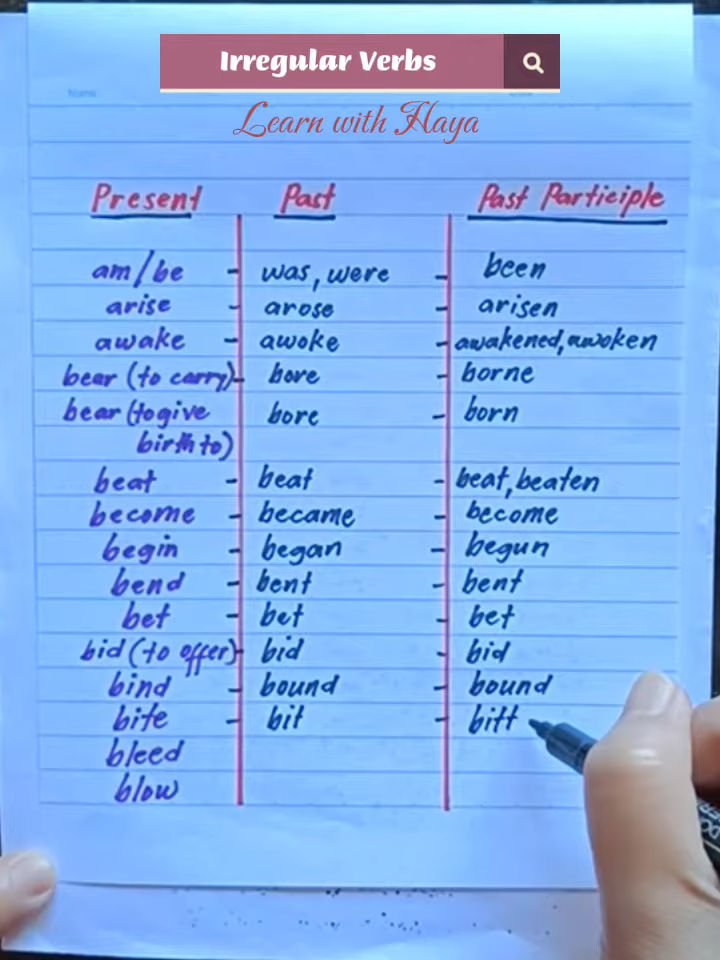 Irregular Verbs
Learn with Haya
Name
Present Past Past Participle
am/be - was, were - been
arise - arose - arisen
awake - awoke - awakened, awoken
bear (to carry) - bore - borne
bear (to give bore - born
birth to)
beat - beat - beat, beaten
become - became - become
begin - began - begun
bend - bent - bent
bet - bet - bet
bid (to offer) - bid - bid
bind - bound - bound
bite - bit - bitt
bleed
blow